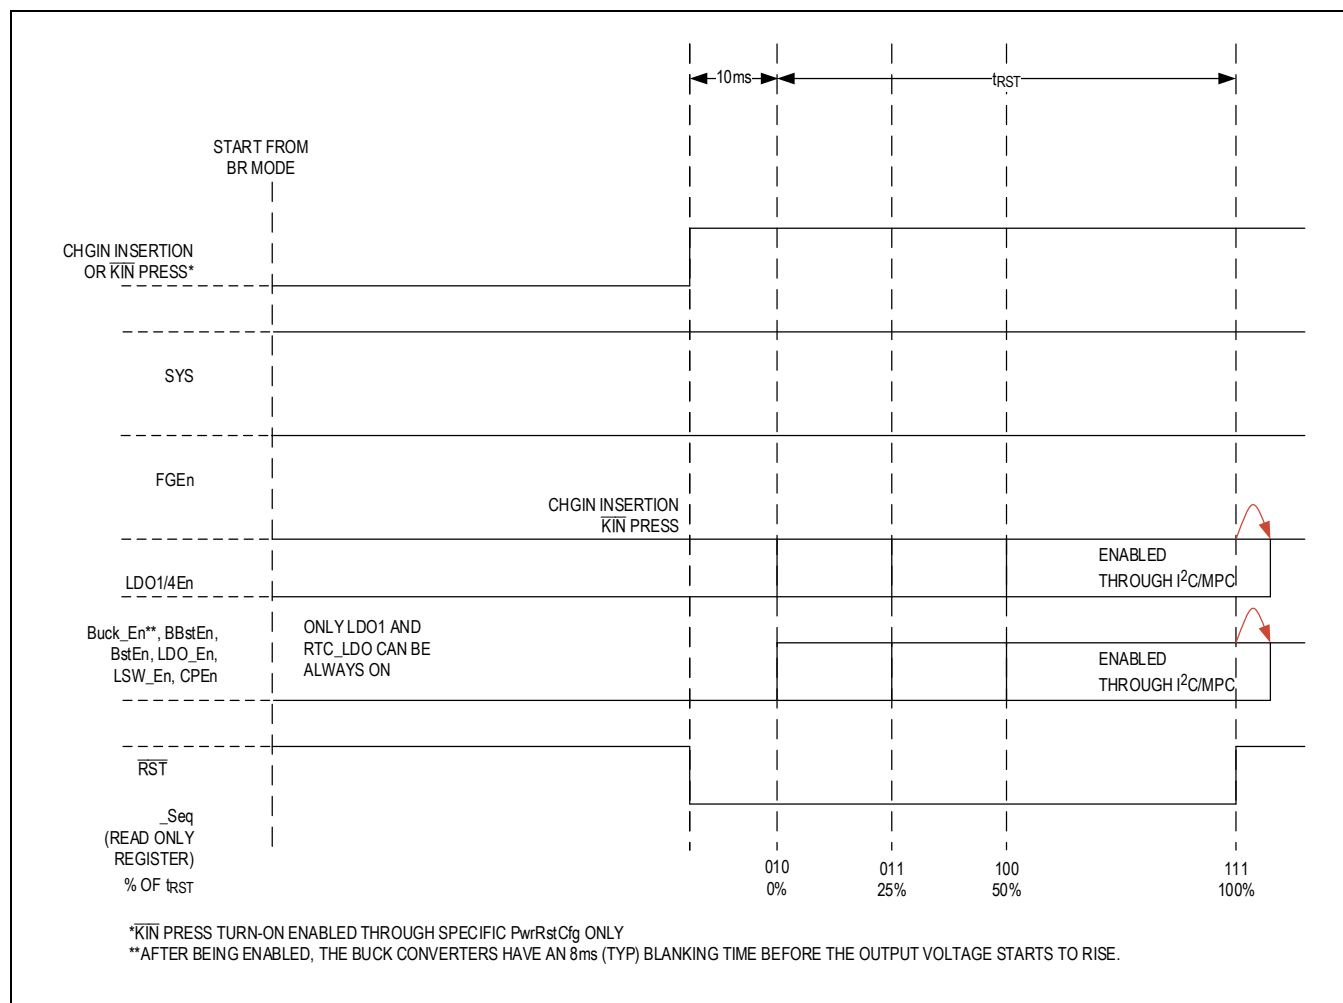 10ms
tRST
START FROM
BR MODE
CHGIN INSERTION
OR KIN PRESS*
SYS
FGEn
CHGIN INSERTION
KIN PRESS
LDO1/4En
ENABLED
THROUGH I2C/MPC
Buck_En**, BBstEn,
BstEn, LDO_En,
LSW_En, CPEn
ONLY LDO1 AND
RTC_LDO CAN BE
ALWAYS ON
ENABLED
THROUGH I2C/MPC
RST
_Seq
(READ ONLY
REGISTER)
% OF tRST
010
0%
011
25%
100
50%
111
100%
*KIN PRESS TURN-ON ENABLED THROUGH SPECIFIC PwrRstCfg ONLY
**AFTER BEING ENABLED, THE BUCK CONVERTERS HAVE AN 8ms (TYP) BLANKING TIME BEFORE THE OUTPUT VOLTAGE STARTS TO RISE.